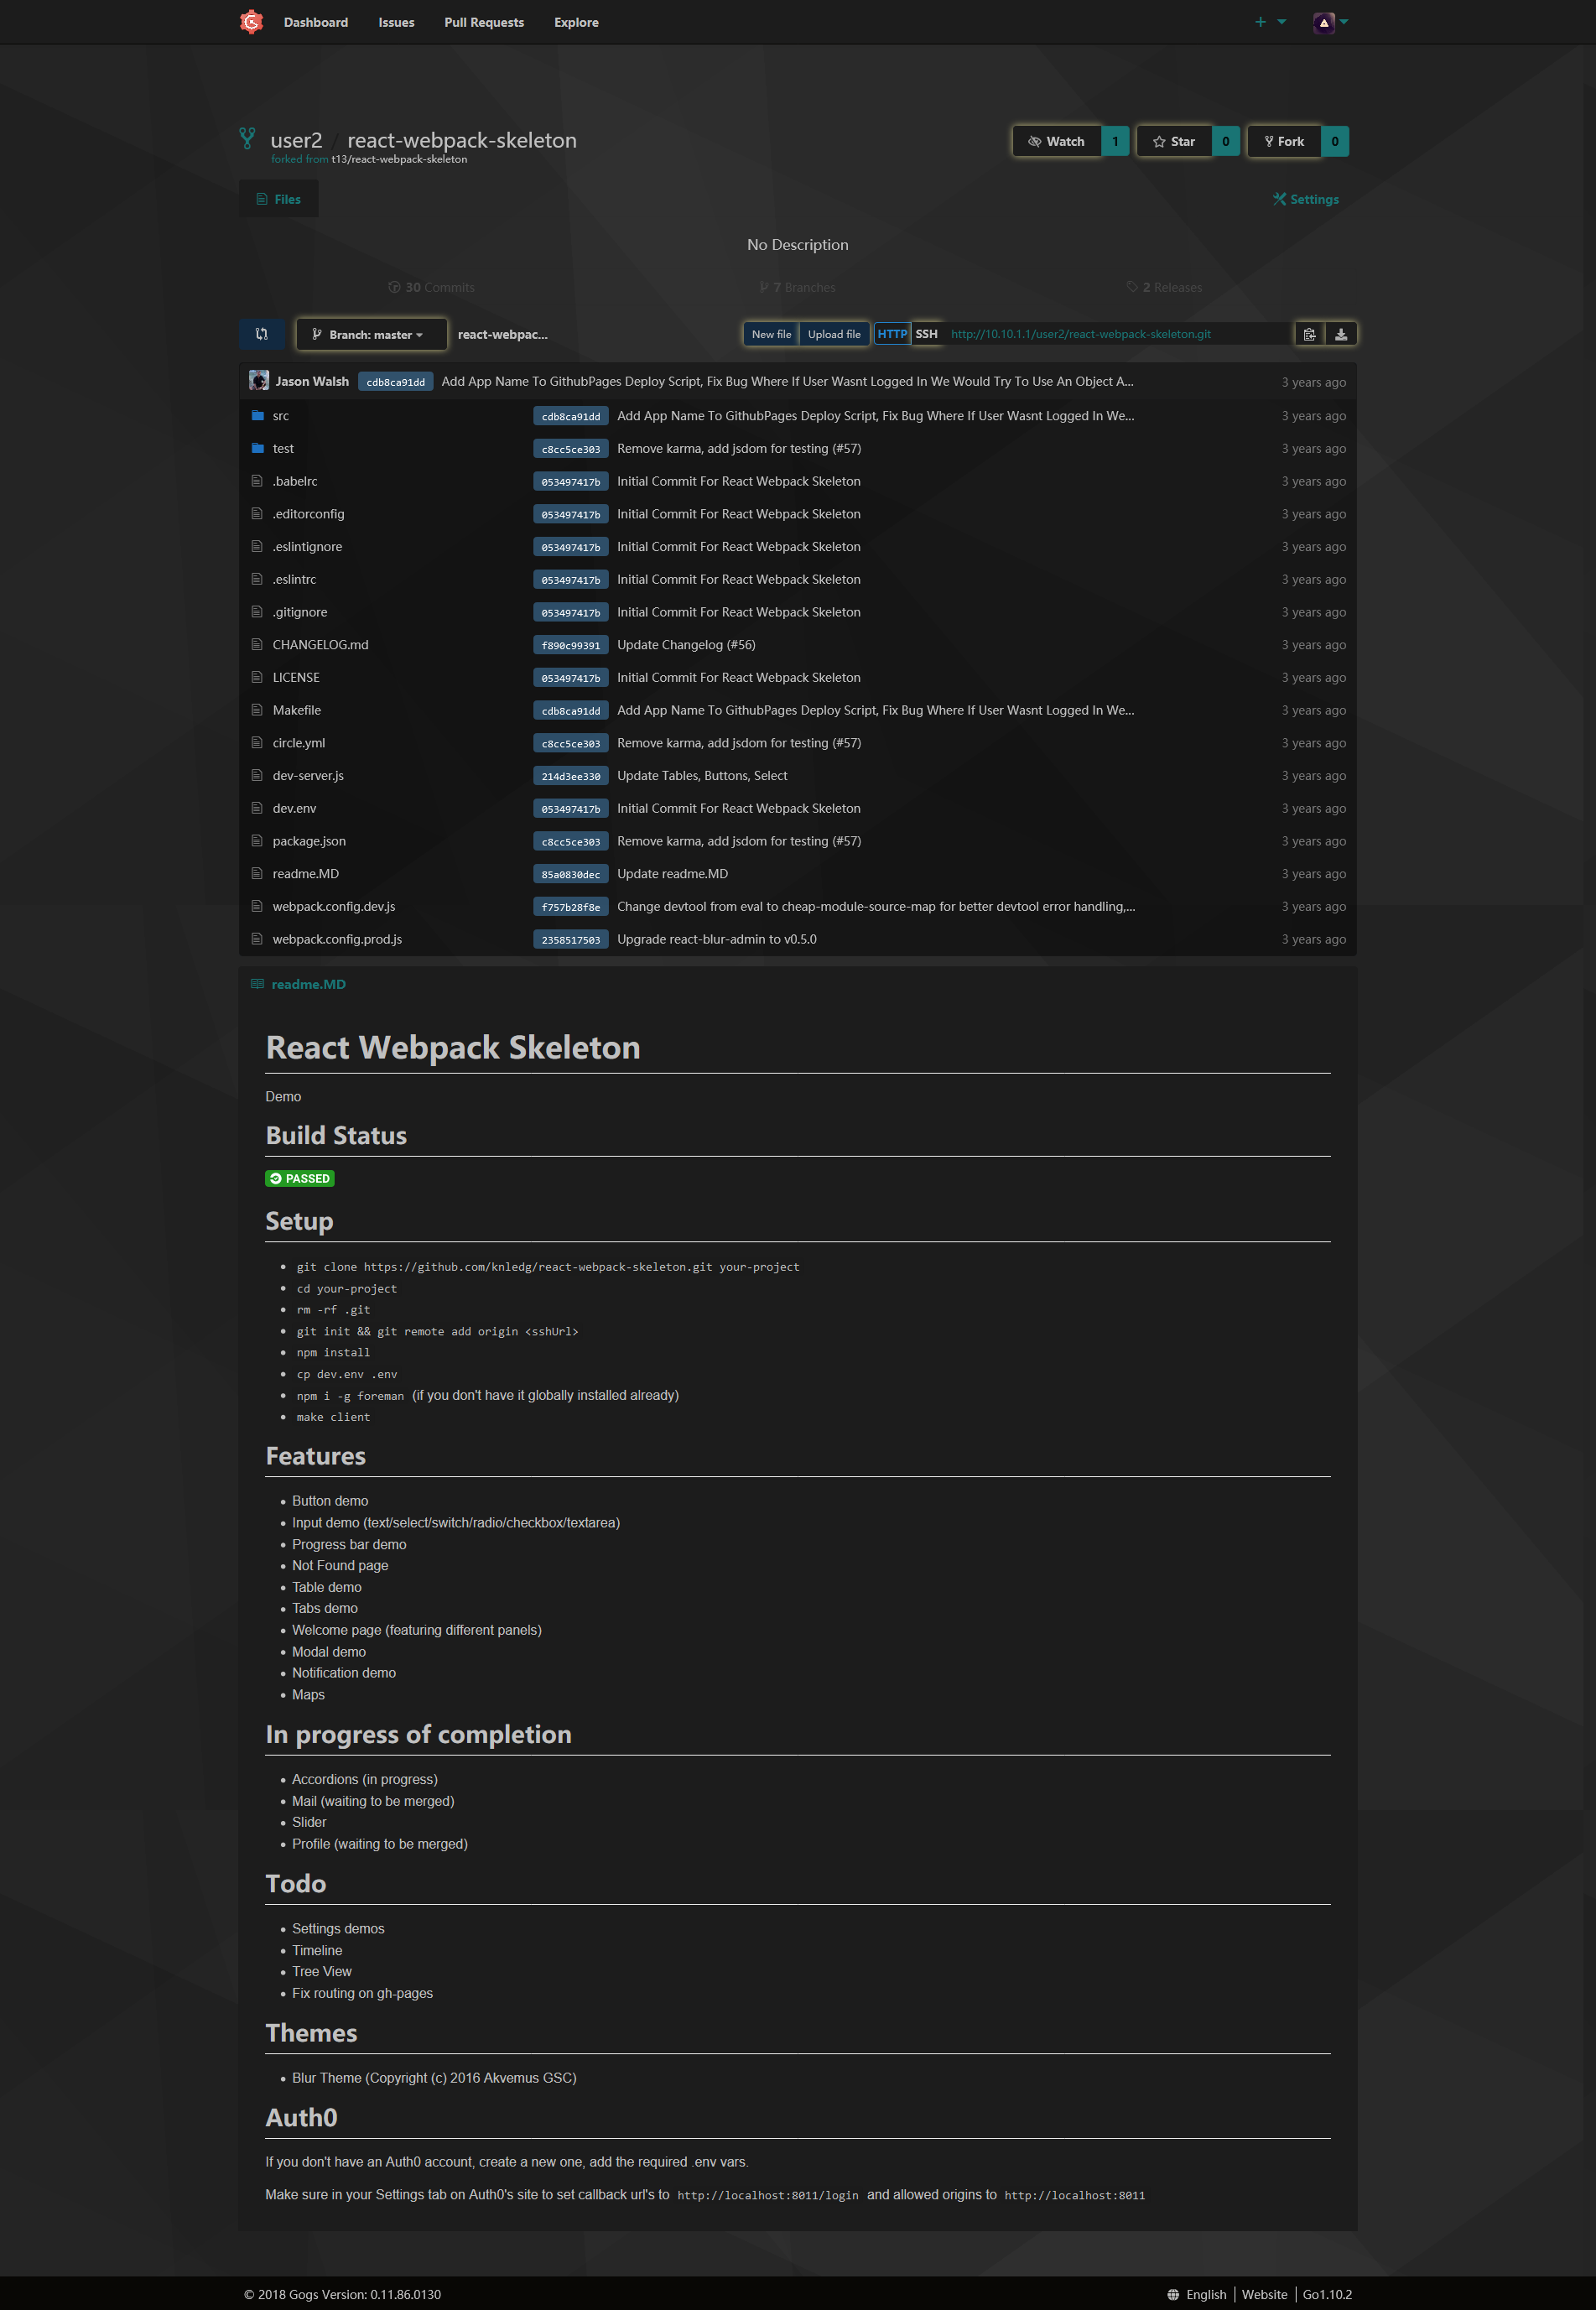 Dashboard Issues Pull Requests Explore
user2 / react-webpack-skeleton Watch 1 Star 0 Fork 0
forked from t13/react-webpack-skeleton
Files Settings
No Description
30 Commits 7 Branches 2 Releases
Branch: master react-webpac... New file Upload file HTTP SSH http://10.10.1.1/user2/react-webpack-skeleton.git
Jason Walsh cdb8ca91dd Add App Name To GithubPages Deploy Script, Fix Bug Where If User Wasnt Logged In We Would Try To Use An Object A... 3 years ago
src cdb8ca91dd Add App Name To GithubPages Deploy Script, Fix Bug Where If User Wasnt Logged In We... 3 years ago
test c8cc5ce303 Remove karma, add jsdom for testing (#57) 3 years ago
.babelrc 053497417b Initial Commit For React Webpack Skeleton 3 years ago
.editorconfig 053497417b Initial Commit For React Webpack Skeleton 3 years ago
.eslintignore 053497417b Initial Commit For React Webpack Skeleton 3 years ago
.eslintrc 053497417b Initial Commit For React Webpack Skeleton 3 years ago
.gitignore 053497417b Initial Commit For React Webpack Skeleton 3 years ago
CHANGELOG.md f890c99391 Update Changelog (#56) 3 years ago
LICENSE 053497417b Initial Commit For React Webpack Skeleton 3 years ago
Makefile cdb8ca91dd Add App Name To GithubPages Deploy Script, Fix Bug Where If User Wasnt Logged In We... 3 years ago
circle.yml c8cc5ce303 Remove karma, add jsdom for testing (#57) 3 years ago
dev-server.js 214d3ee330 Update Tables, Buttons, Select 3 years ago
dev.env 053497417b Initial Commit For React Webpack Skeleton 3 years ago
package.json c8cc5ce303 Remove karma, add jsdom for testing (#57) 3 years ago
readme.MD 85a0830dec Update readme.MD 3 years ago
webpack.config.dev.js f757b28f8e Change devtool from eval to cheap-module-source-map for better devtool error handling,... 3 years ago
webpack.config.prod.js 2358517503 Upgrade react-blur-admin to v0.5.0 3 years ago
readme.MD
React Webpack Skeleton
Demo
Build Status
PASSED
Setup
• git clone https://github.com/knledg/react-webpack-skeleton.git your-project
• cd your-project
• rm -rf .git
• git init && git remote add origin <sshUrl>
• npm install
• cp dev.env .env
• npm i -g foreman (if you don't have it globally installed already)
• make client
Features
• Button demo
• Input demo (text/select/switch/radio/checkbox/textarea)
• Progress bar demo
• Not Found page
• Table demo
• Tabs demo
• Welcome page (featuring different panels)
• Modal demo
• Notification demo
• Maps
In progress of completion
• Accordions (in progress)
• Mail (waiting to be merged)
• Slider
• Profile (waiting to be merged)
Todo
• Settings demos
• Timeline
• Tree View
• Fix routing on gh-pages
Themes
• Blur Theme (Copyright (c) 2016 Akvemus GSC)
Auth0
If you don't have an Auth0 account, create a new one, add the required .env vars.
Make sure in your Settings tab on Auth0's site to set callback url's to http://localhost:8011/login and allowed origins to http://localhost:8011
© 2018 Gogs Version: 0.11.86.0130 English Website Go1.10.2